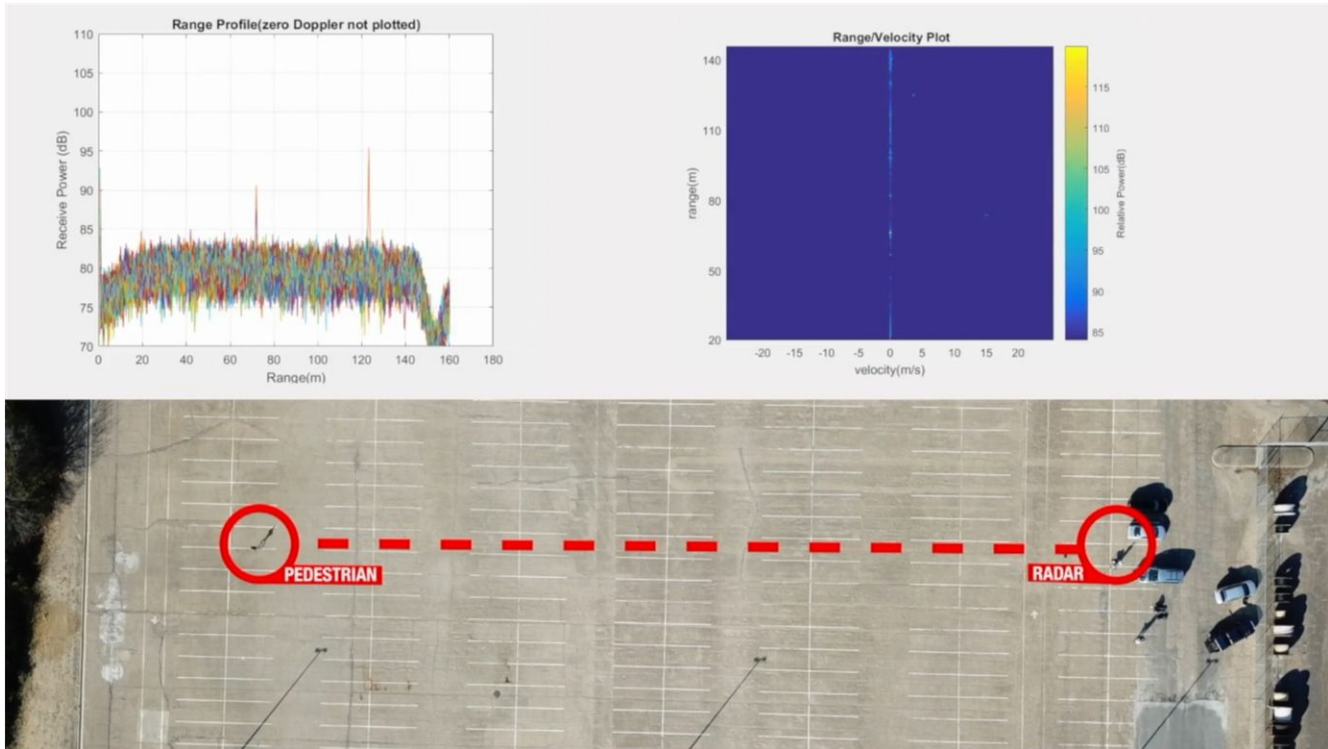 Range Profile(zero Doppler not plotted)
110
105
100
95
90
85
80
75
70
Receive Power (dB)
0 20 40 60 80 100 120 140 160 180
Range(m)
Range/Velocity Plot
140
110
80
50
20
range(m)
-20 -15 -10 -5 0 5 10 15 20
velocity(m/s)
115
110
105
100
95
90
85
Relative Power(dB)
PEDESTRIAN
RADAR